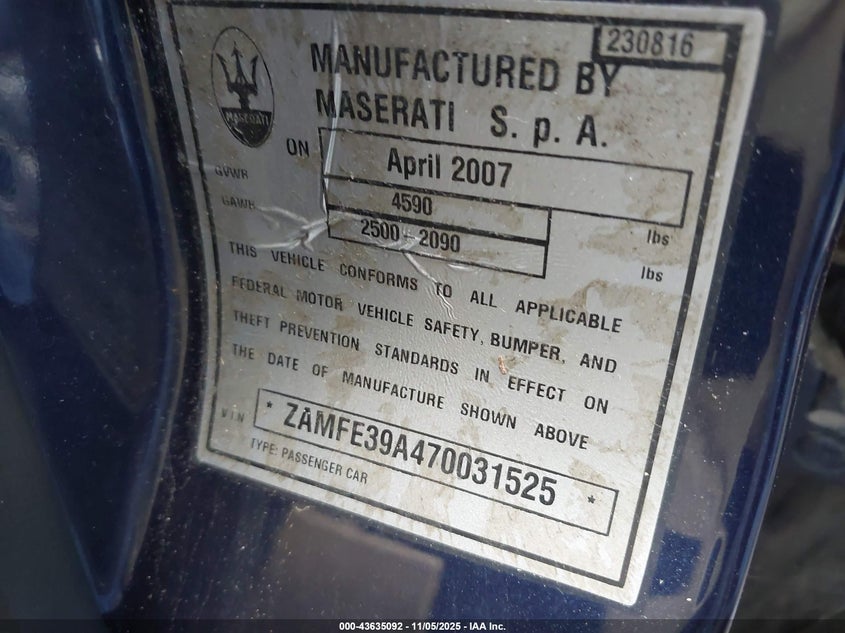 230816
MASERATI
MANUFACTURED BY
MASERATI S. p. A.
ON April 2007
GVWR 4590 lbs
GAWR 2500 - 2090 lbs
THIS VEHICLE CONFORMS TO ALL APPLICABLE
FEDERAL MOTOR VEHICLE SAFETY, BUMPER, AND
THEFT PREVENTION STANDARDS IN EFFECT ON
THE DATE OF MANUFACTURE SHOWN ABOVE
VIN * ZAMFE39A470031525 *
TYPE: PASSENGER CAR
000-43635092 - 11/05/2025 - IAA Inc.